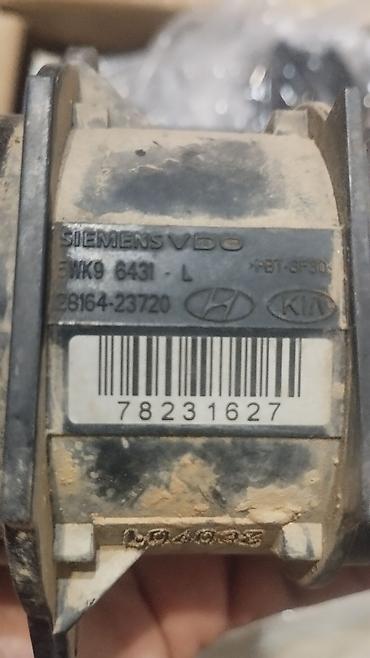 SIEMENS VDO
5WK9 6431 - L
28164-23720 KIA
78231627